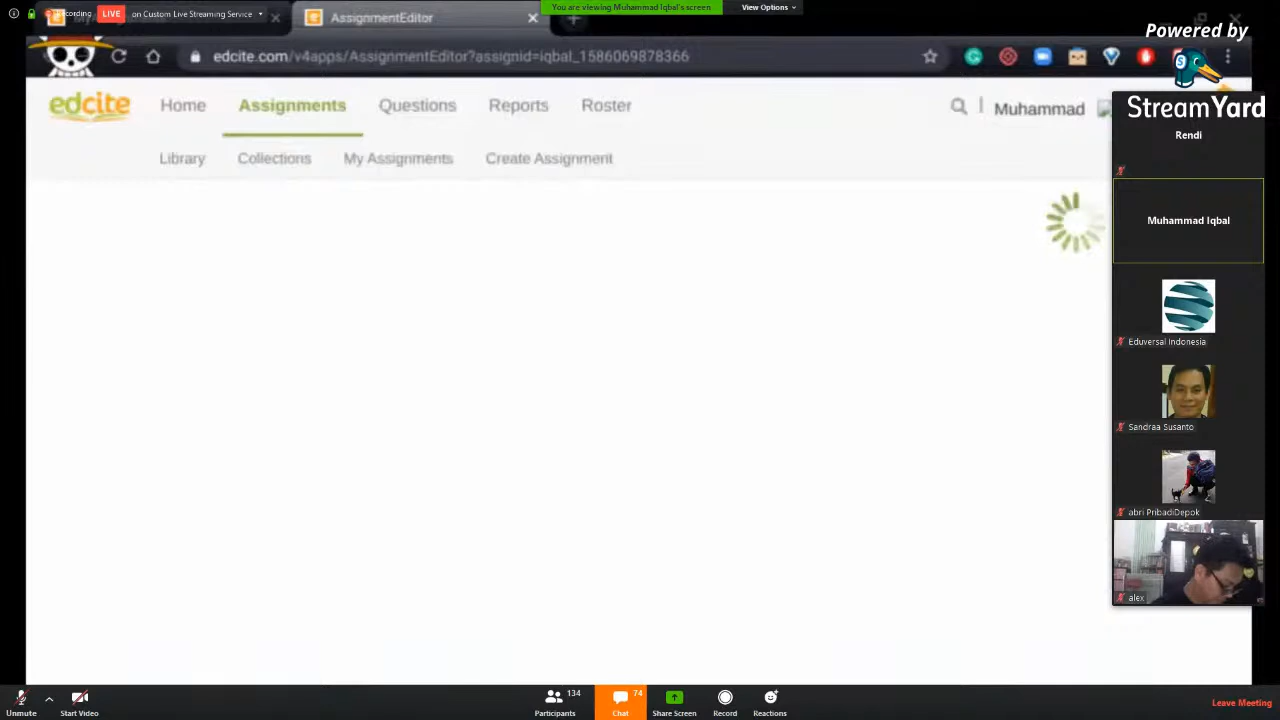 Recording
LIVE
on Custom Live Streaming Service
You are viewing Muhammad Iqbal's screen
View Options
AssignmentEditor
Powered by
StreamYard
edcite.com/v4apps/AssignmentEditor?assignid=iqbal_1586069878366
edcite
Home
Assignments
Questions
Reports
Roster
Muhammad
Library
Collections
My Assignments
Create Assignment
Rendi
Muhammad Iqbal
Eduversal Indonesia
Sandraa Susanto
abri PribadiDepok
alex
Unmute
Start Video
134
Participants
74
Chat
Share Screen
Record
Reactions
Leave Meeting